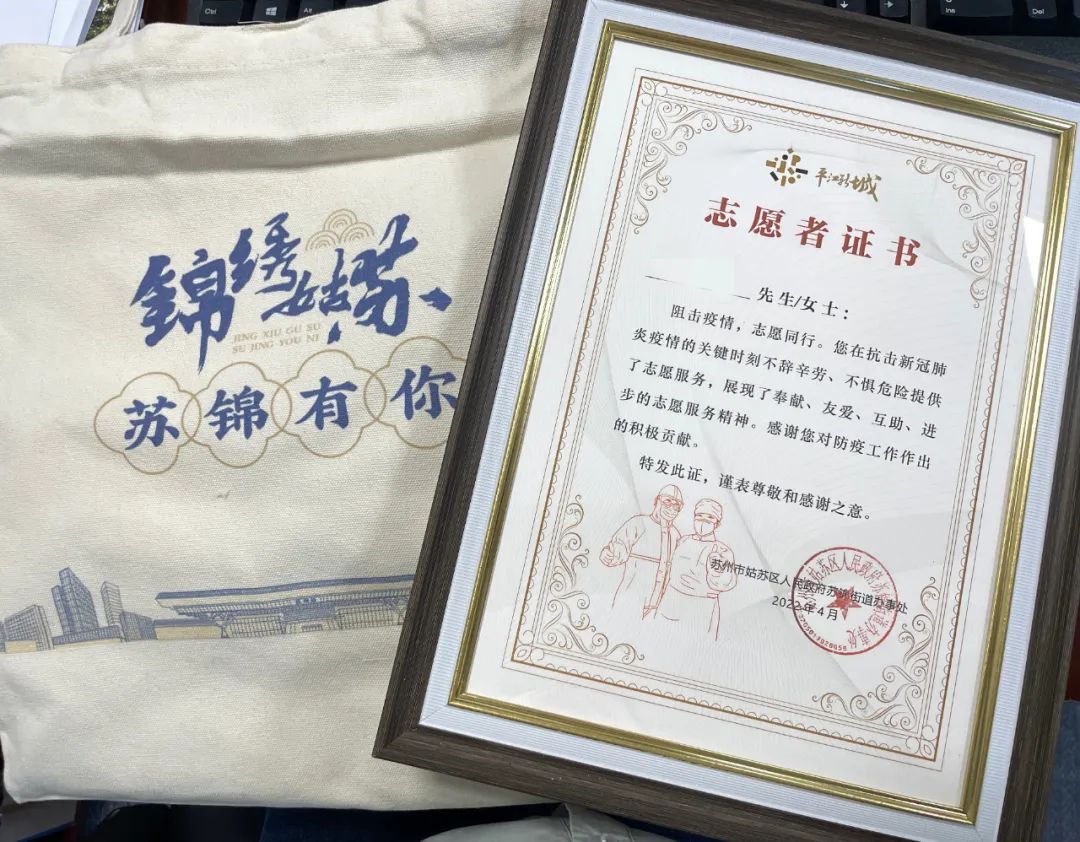 Ctrl
Ins
Del
錦绣姑苏
JING XIU GU SU
SU JING YOU NI
苏锦有你
平江新城
志愿者证书
先生/女士：
阻击疫情，志愿同行。您在抗击新冠肺
炎疫情的关键时刻不辞辛劳、不惧危险提供
了志愿服务，展现了奉献、友爱、互助、进
步的志愿服务精神。感谢您对防疫工作作出
的积极贡献。
特发此证，谨表尊敬和感谢之意。
苏州市姑苏区人民政府苏锦街道办事处
2022年4月